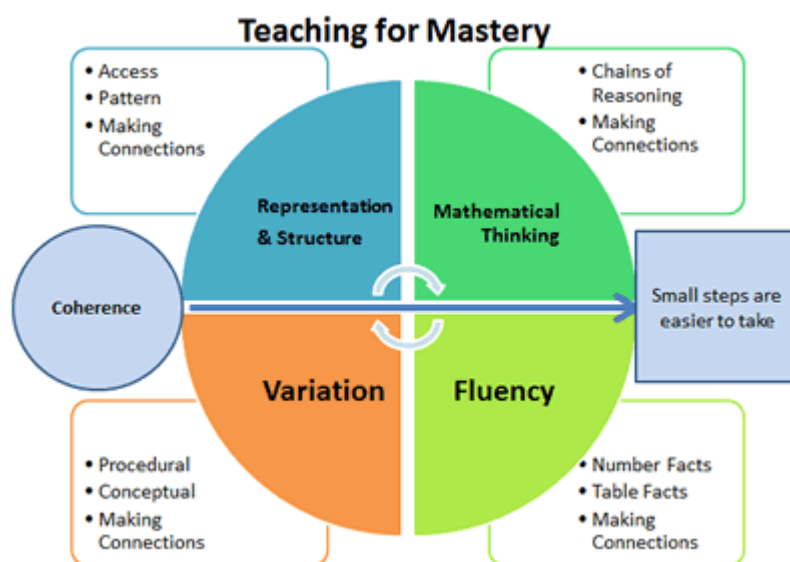 Teaching for Mastery
• Access
• Pattern
• Making
Connections
• Chains of
Reasoning
• Making
Connections
Representation
& Structure
Mathematical
Thinking
Coherence
Small steps are
easier to take
Variation
Fluency
• Procedural
• Conceptual
• Making
Connections
• Number Facts
• Table Facts
• Making
Connections